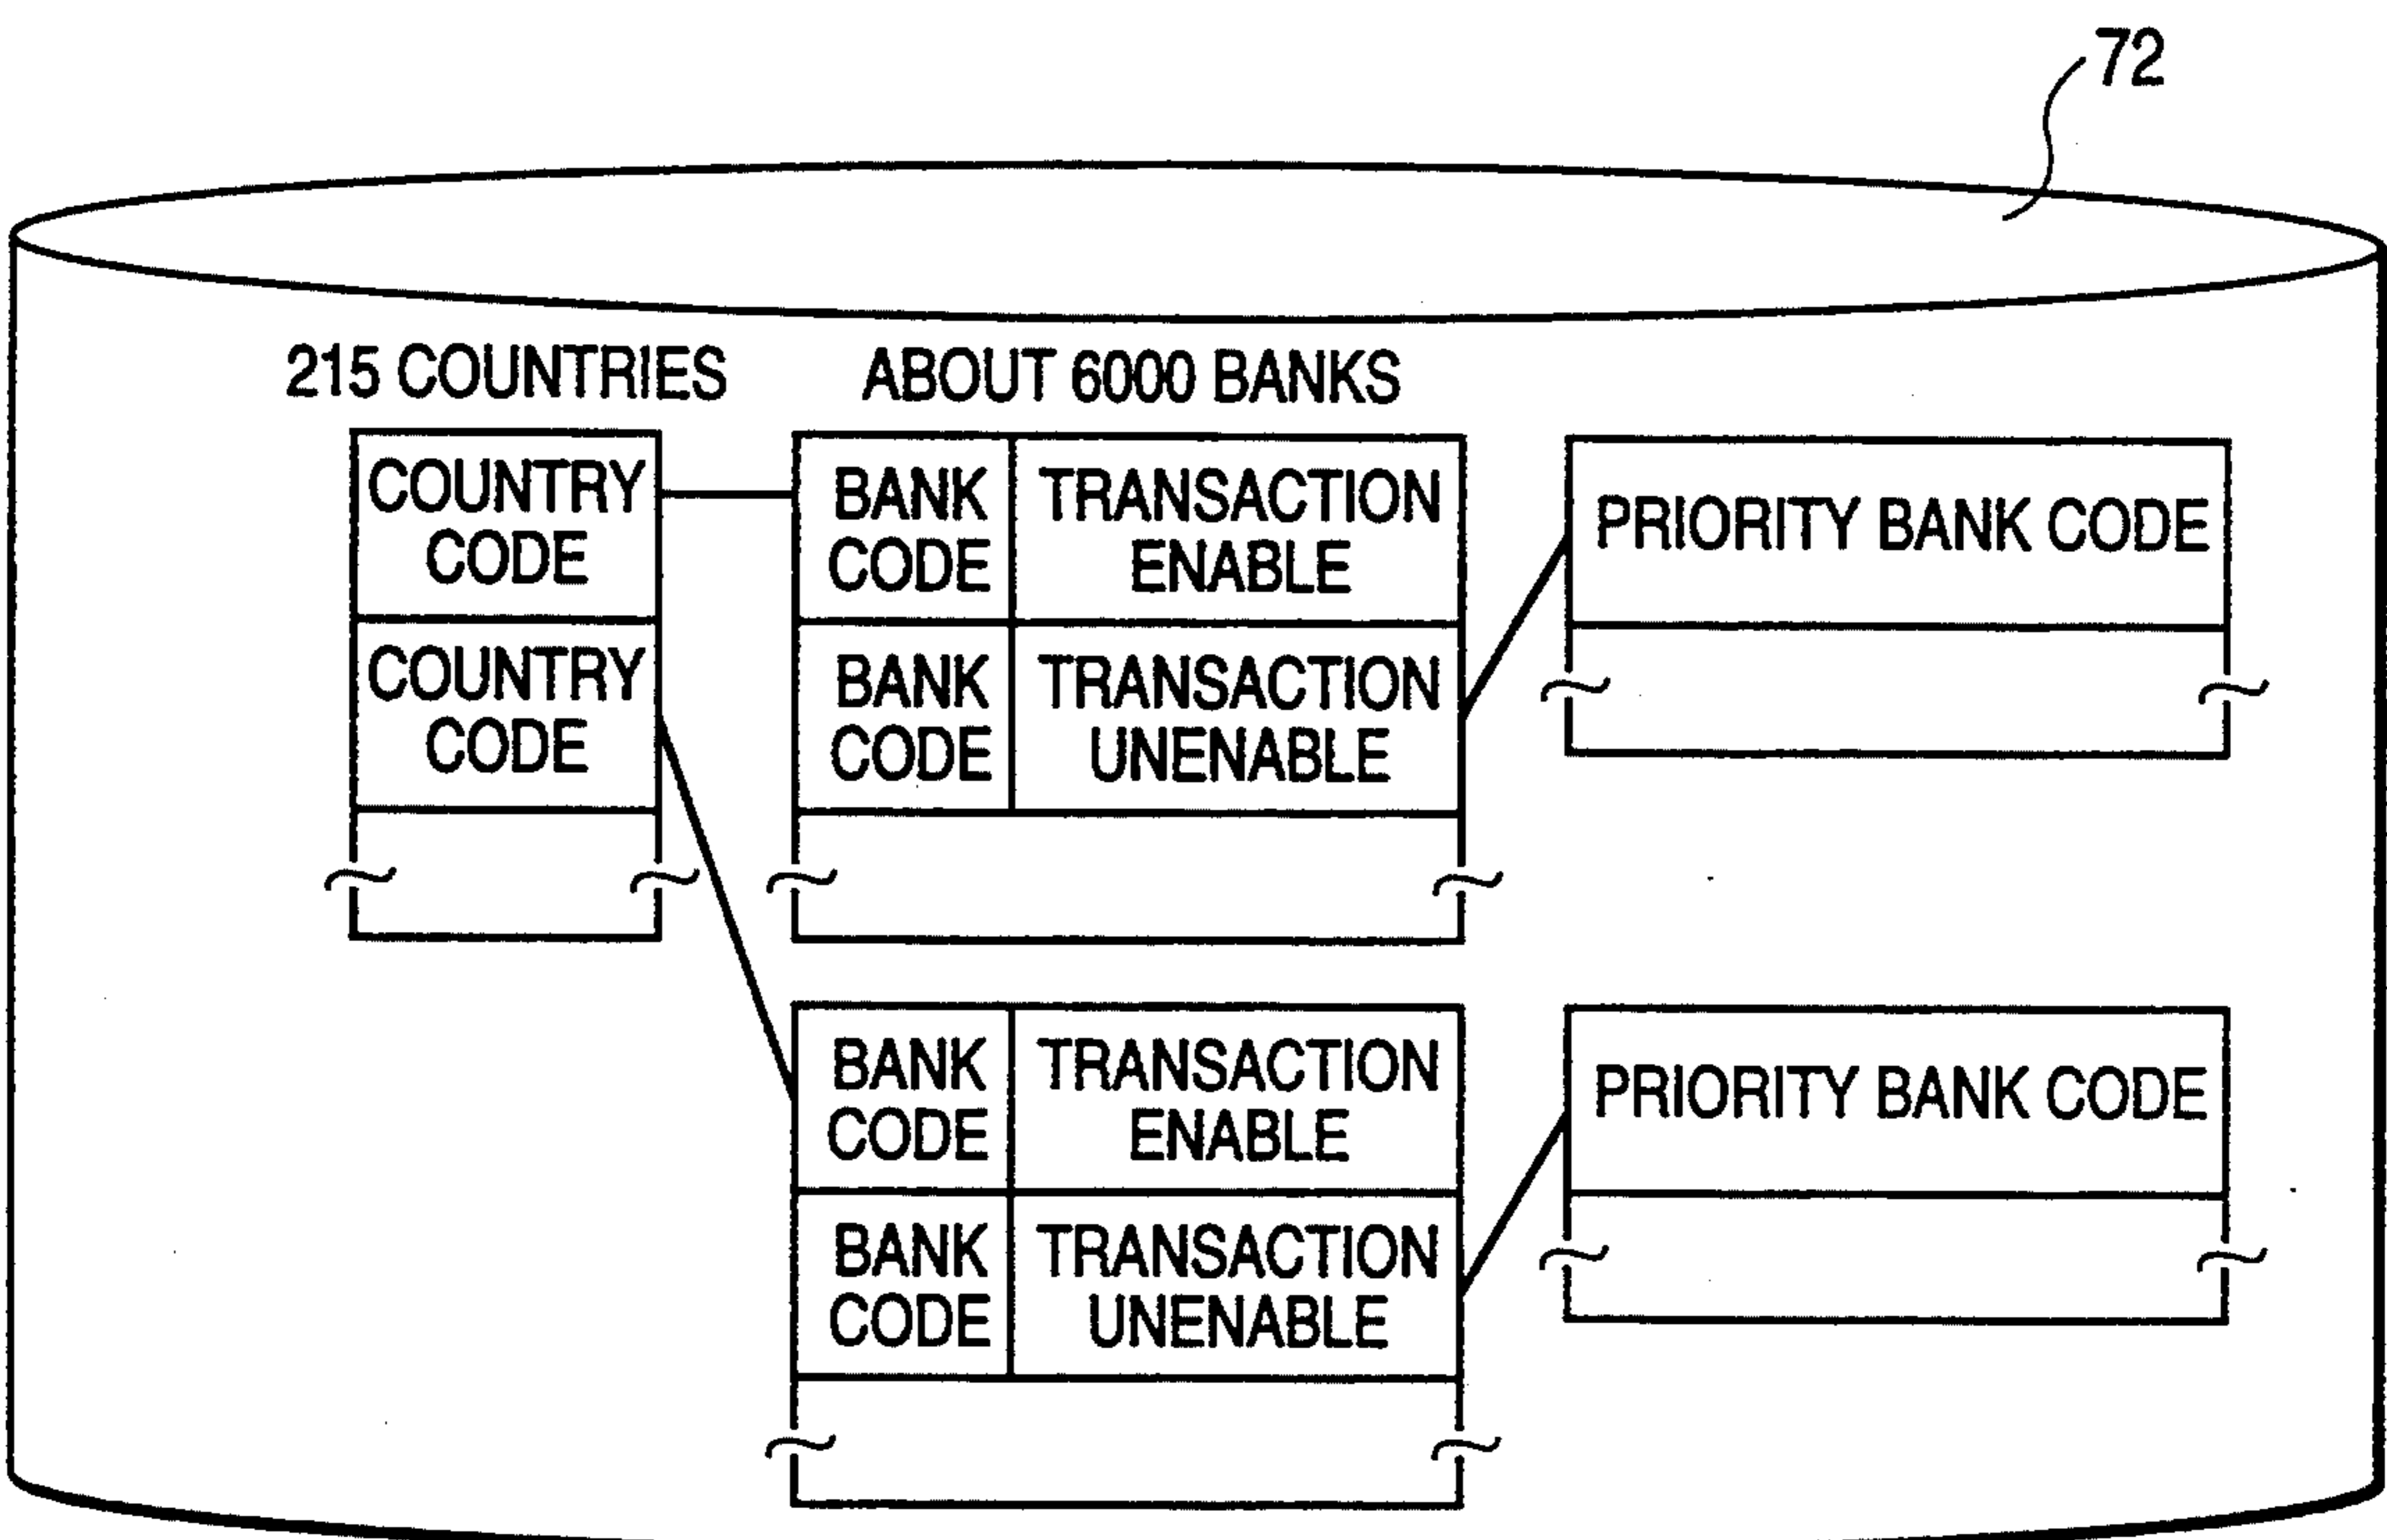 72
215 COUNTRIES
ABOUT 6000 BANKS
COUNTRY
CODE
COUNTRY
CODE
BANK
CODE
TRANSACTION
ENABLE
BANK
CODE
TRANSACTION
UNENABLE
PRIORITY BANK CODE
BANK
CODE
TRANSACTION
ENABLE
BANK
CODE
TRANSACTION
UNENABLE
PRIORITY BANK CODE